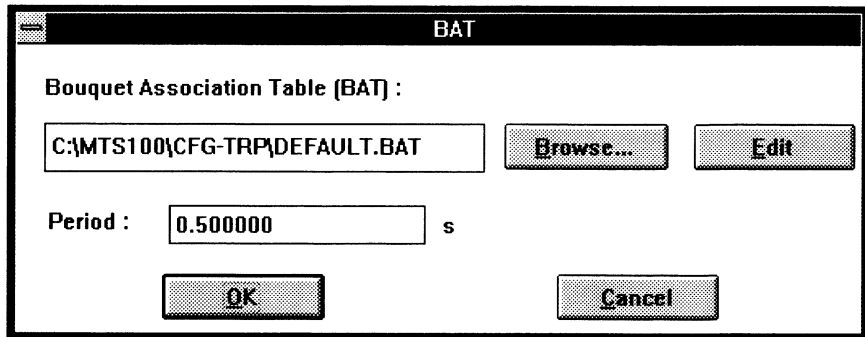 BAT
Bouquet Association Table (BAT) :
C:\MTS100\CFG-TRP\DEFAULT.BAT Browse... Edit
Period : 0.500000 s
OK Cancel